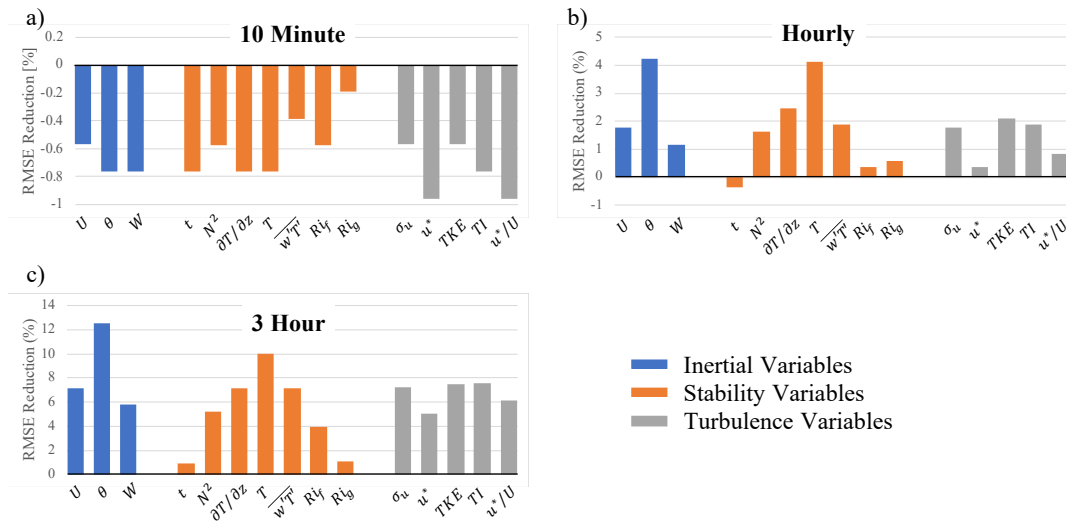 a)
10 Minute
RMSE Reduction [%]
0.2
0
-0.2
-0.4
-0.6
-0.8
-1
U θ W t N² ∂T/∂z T w'T' Ri_f Ri_g σ_u u* TKE TI u*/U
b)
Hourly
RMSE Reduction (%)
5
4
3
2
1
0
-1
U θ W t N² ∂T/∂z T w'T' Ri_f Ri_g σ_u u* TKE TI u*/U
c)
3 Hour
RMSE Reduction (%)
14
12
10
8
6
4
2
0
U θ W t N² ∂T/∂z T w'T' Ri_f Ri_g σ_u u* TKE TI u*/U
Inertial Variables
Stability Variables
Turbulence Variables